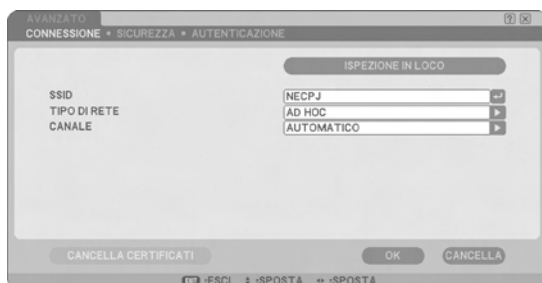 AVANZATO
CONNESSIONE • SICUREZZA • AUTENTICAZIONE
ISPEZIONE IN LOCO
SSID NECPJ
TIPO DI RETE AD HOC
CANALE AUTOMATICO
CANCELLA CERTIFICATI OK CANCELLA
EXIT :ESCI :SPOSTA :SPOSTA